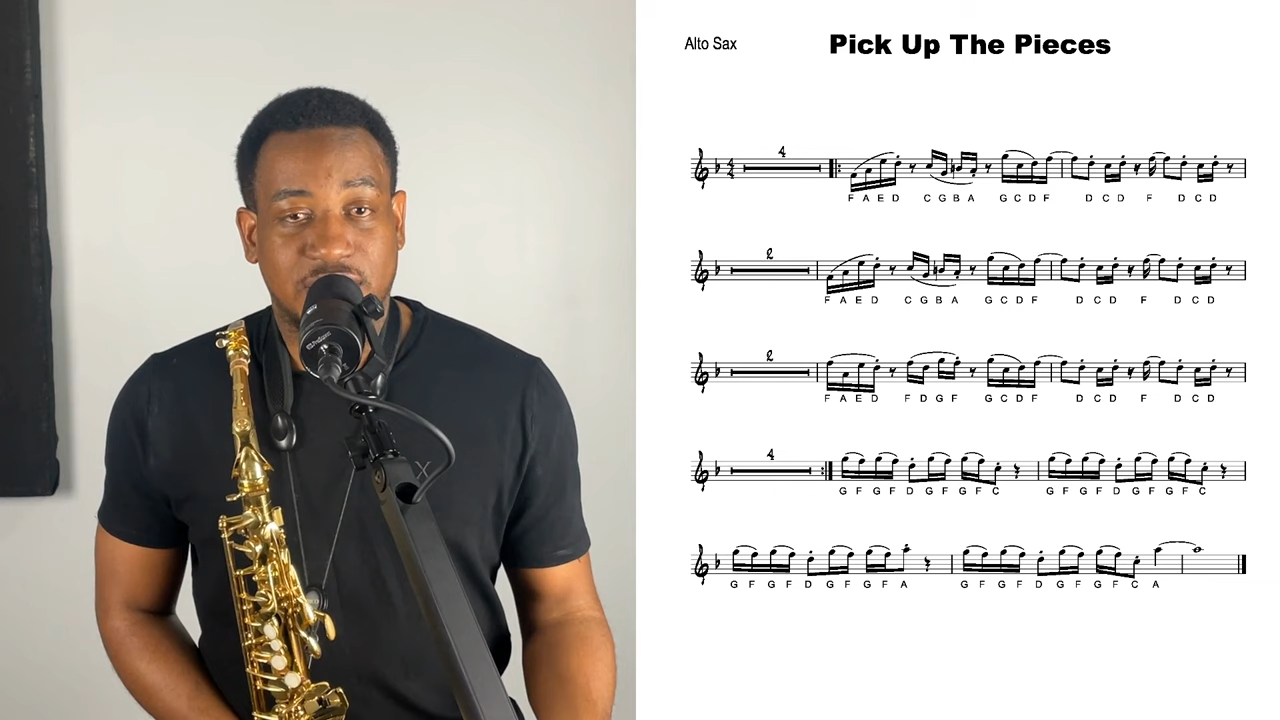 Alto Sax
Pick Up The Pieces
4
F A E D C G B A G C D F D C D F D C D
2
F A E D C G B A G C D F D C D F D C D
2
F A E D F D G F G C D F D C D F D C D
4
G F G F D G F G F C G F G F D G F G F C
G F G F D G F G F A G F G F D G F G F C A
X